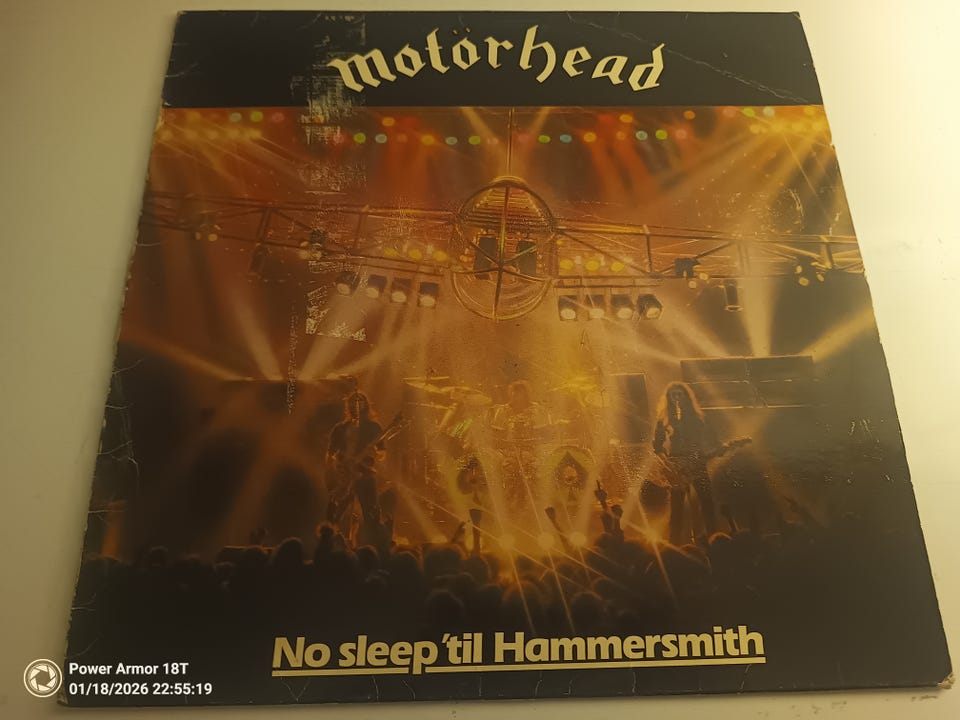 motörhead
No sleep 'til Hammersmith
Power Armor 18T
01/18/2026 22:55:19